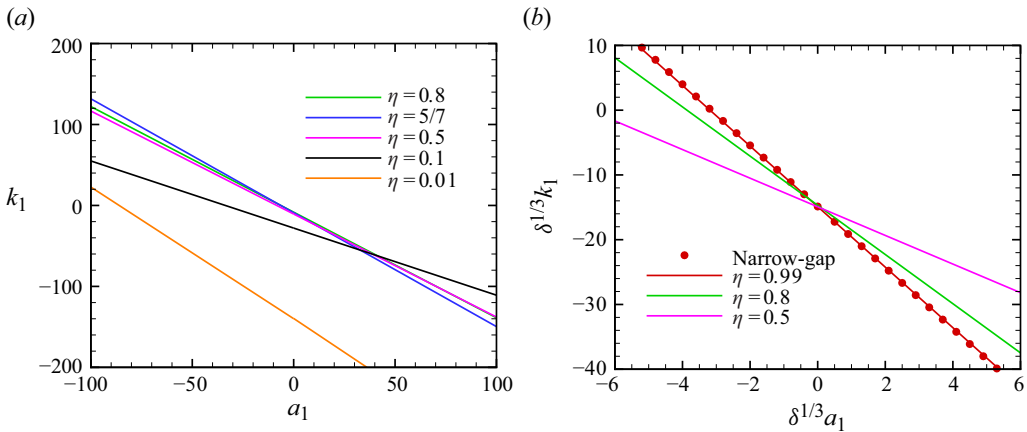 (a)
200
100
0
−100
−200
k1
η = 0.8
η = 5/7
η = 0.5
η = 0.1
η = 0.01
−100
−50
0
50
100
a1
(b)
10
0
−10
−20
−30
−40
δ1/3k1
Narrow-gap
η = 0.99
η = 0.8
η = 0.5
−6
−4
−2
0
2
4
6
δ1/3a1